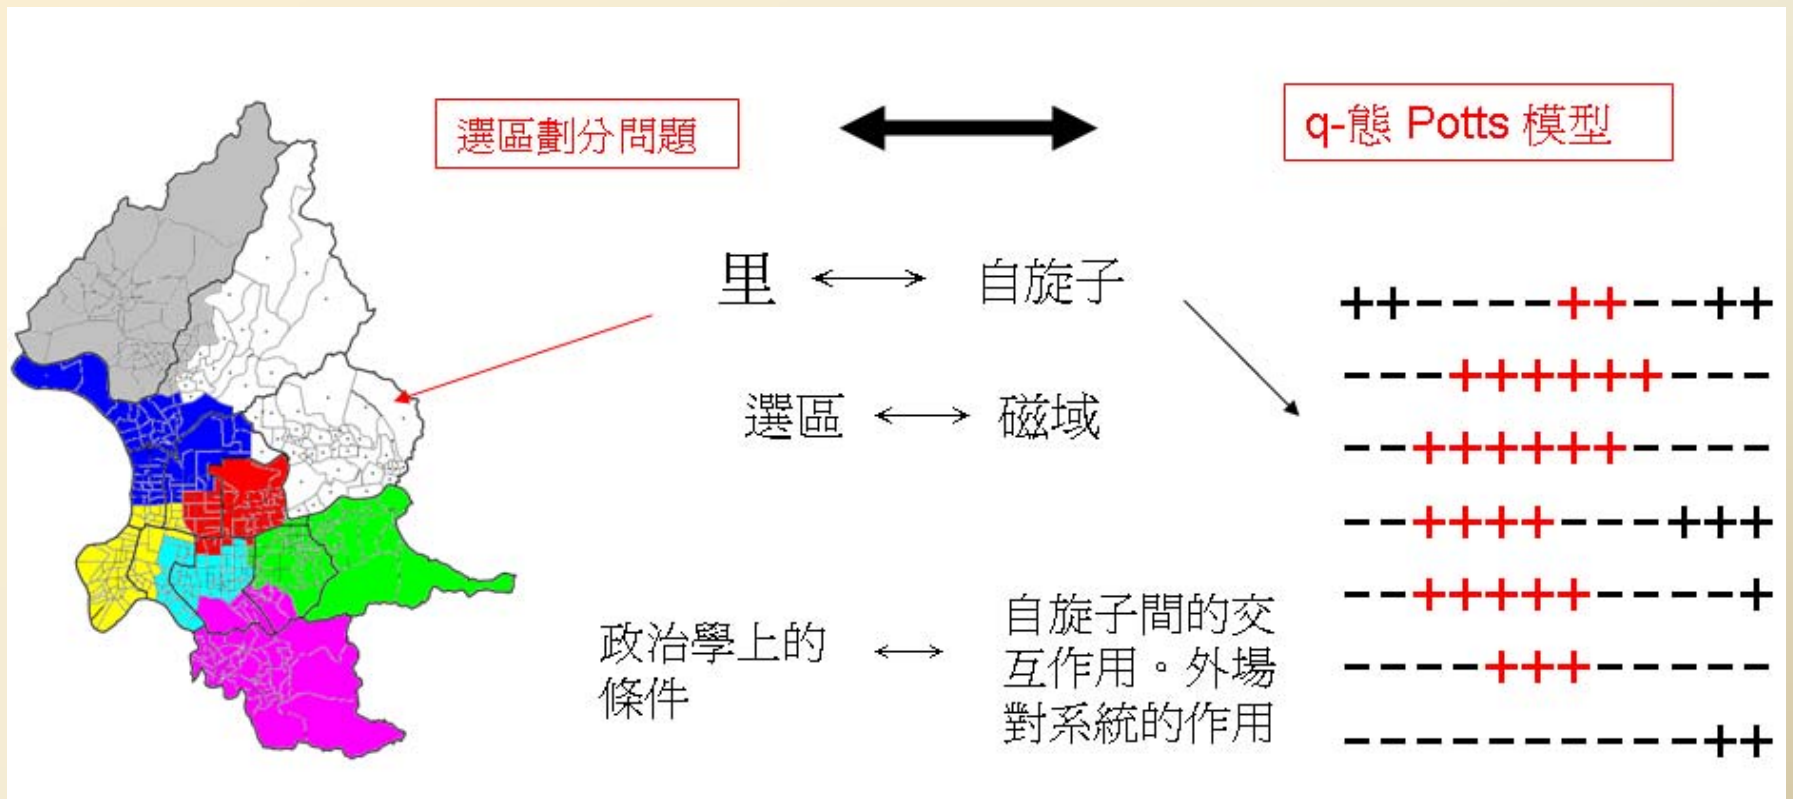 選區劃分問題
q-態 Potts 模型
里
自旋子
選區
磁域
政治學上的
條件
自旋子間的交
互作用。外場
對系統的作用
++----++--++
---++++++---
--++++++----
--++++---+++
--+++++----+
----+++-----
----------++